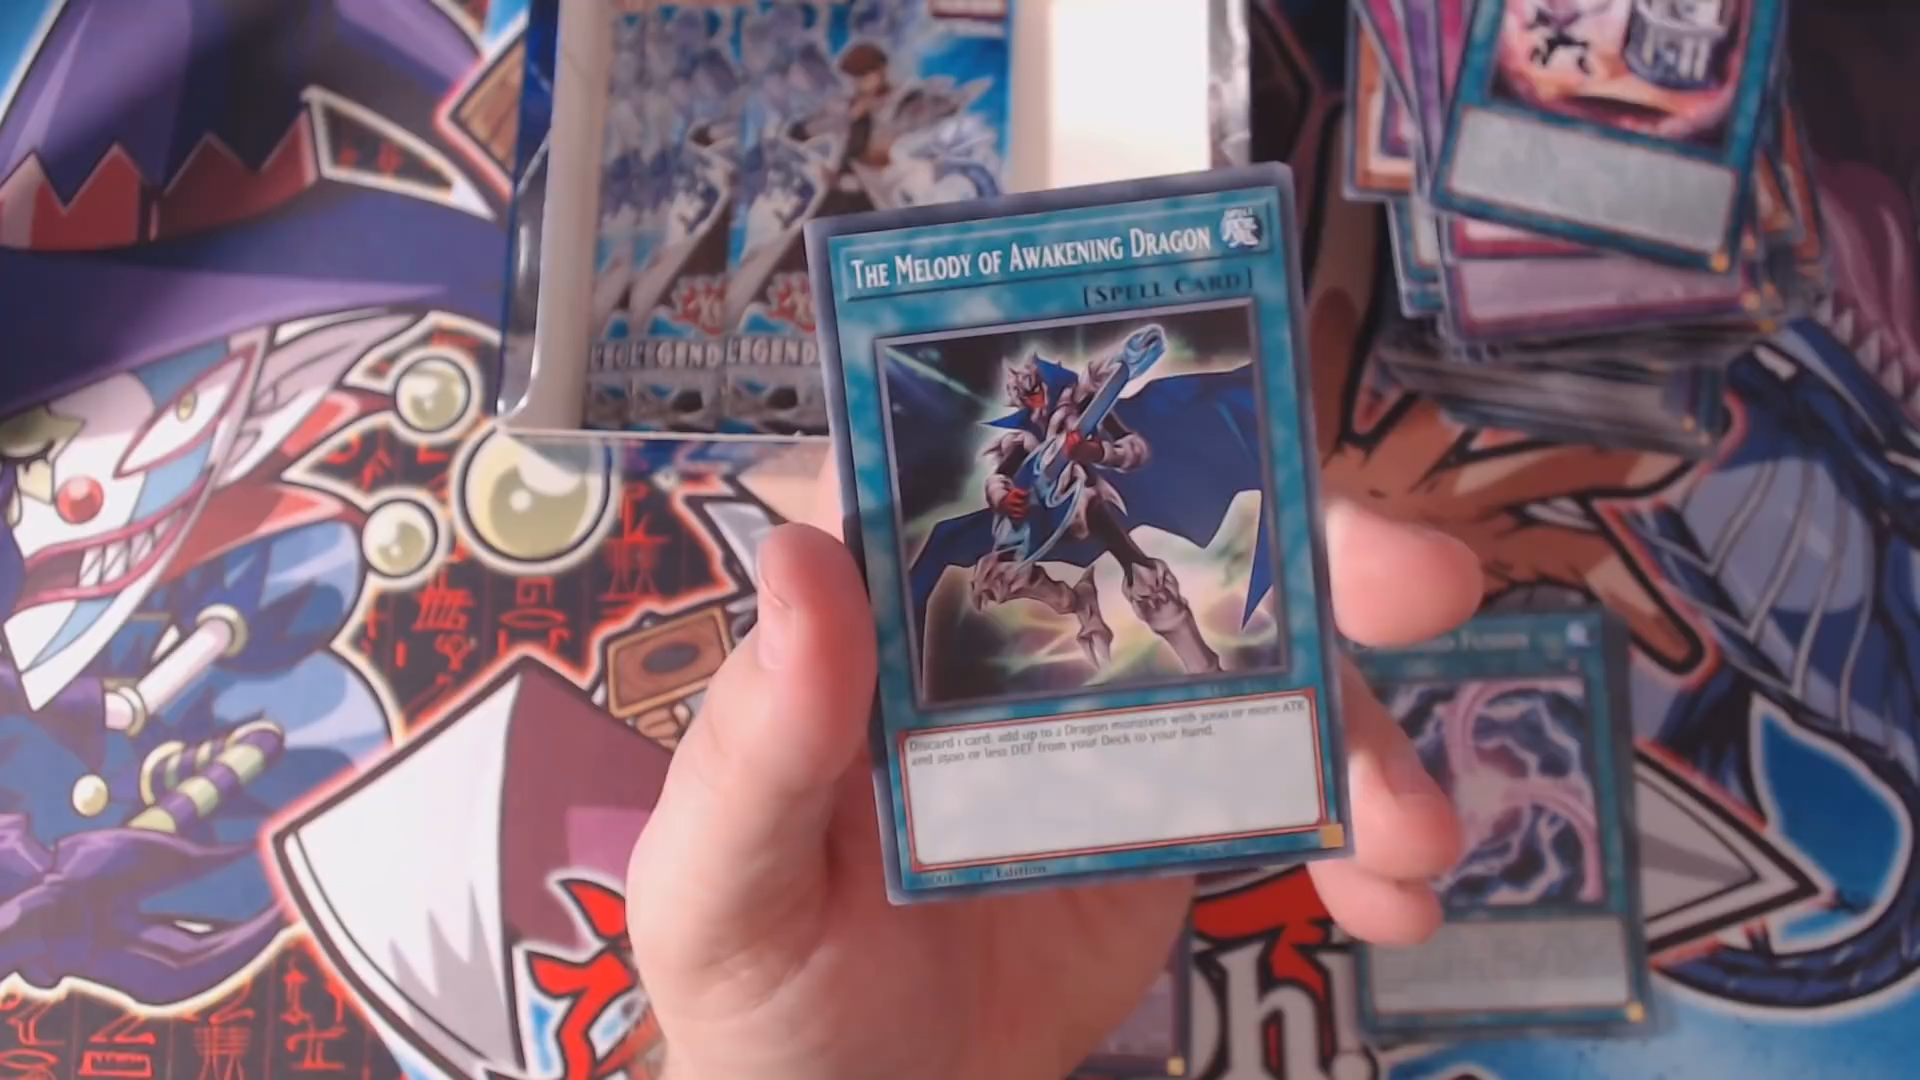 LEGEND
LEGEND
THE MELODY OF AWAKENING DRAGON
[SPELL CARD]
Discard 1 card; add up to 2 Dragon monsters with 3000 or more ATK
and 2500 or less DEF from your Deck to your hand.
1st Edition
FUSION
h!